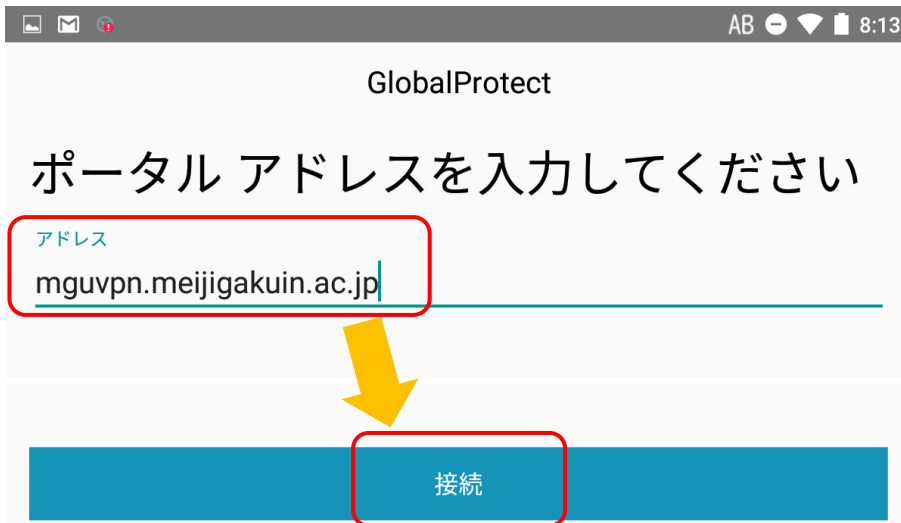 AB 8:13
GlobalProtect
ポータル アドレスを入力してください
アドレス
mguvpn.meijigakuin.ac.jp
接続